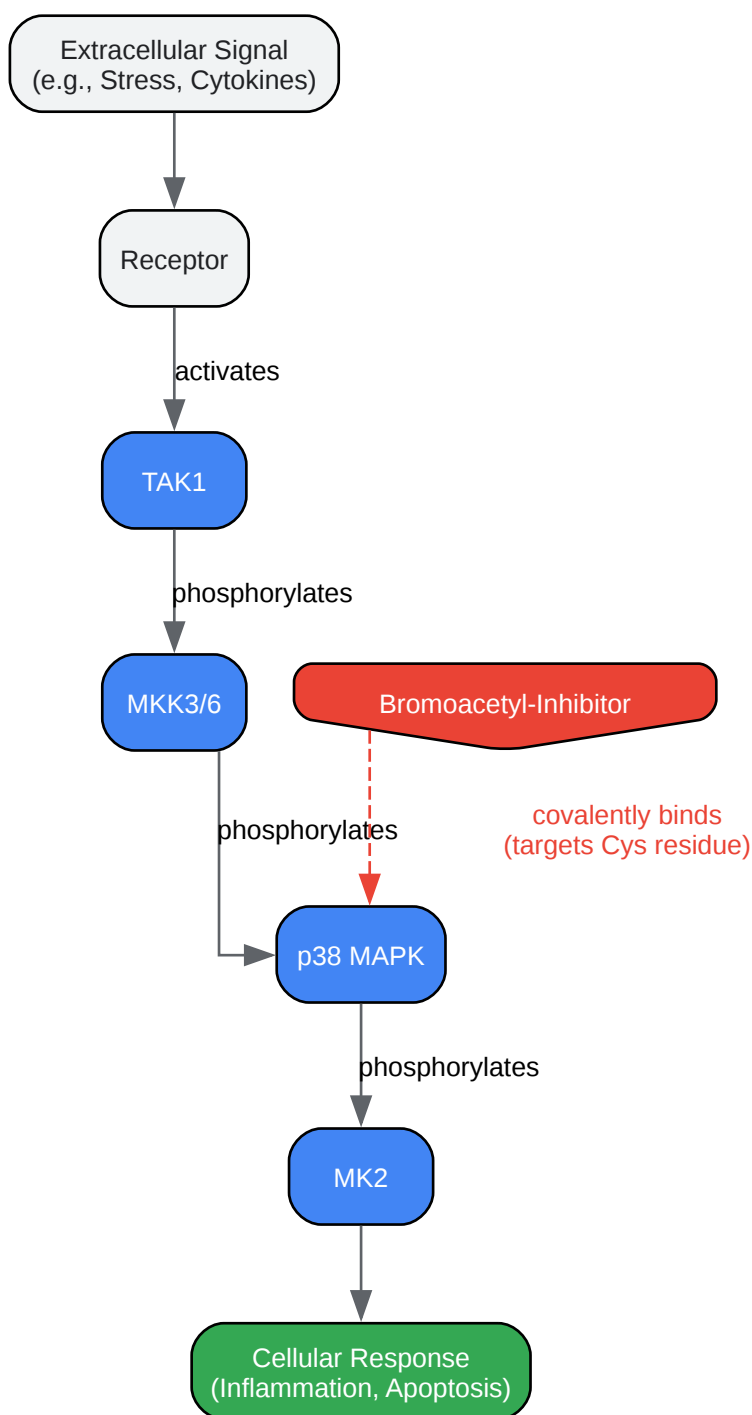 Extracellular Signal
(e.g., Stress, Cytokines)
Receptor
activates
TAK1
phosphorylates
MKK3/6
Bromoacetyl-Inhibitor
phosphorylates
covalently binds
(targets Cys residue)
p38 MAPK
phosphorylates
MK2
Cellular Response
(Inflammation, Apoptosis)